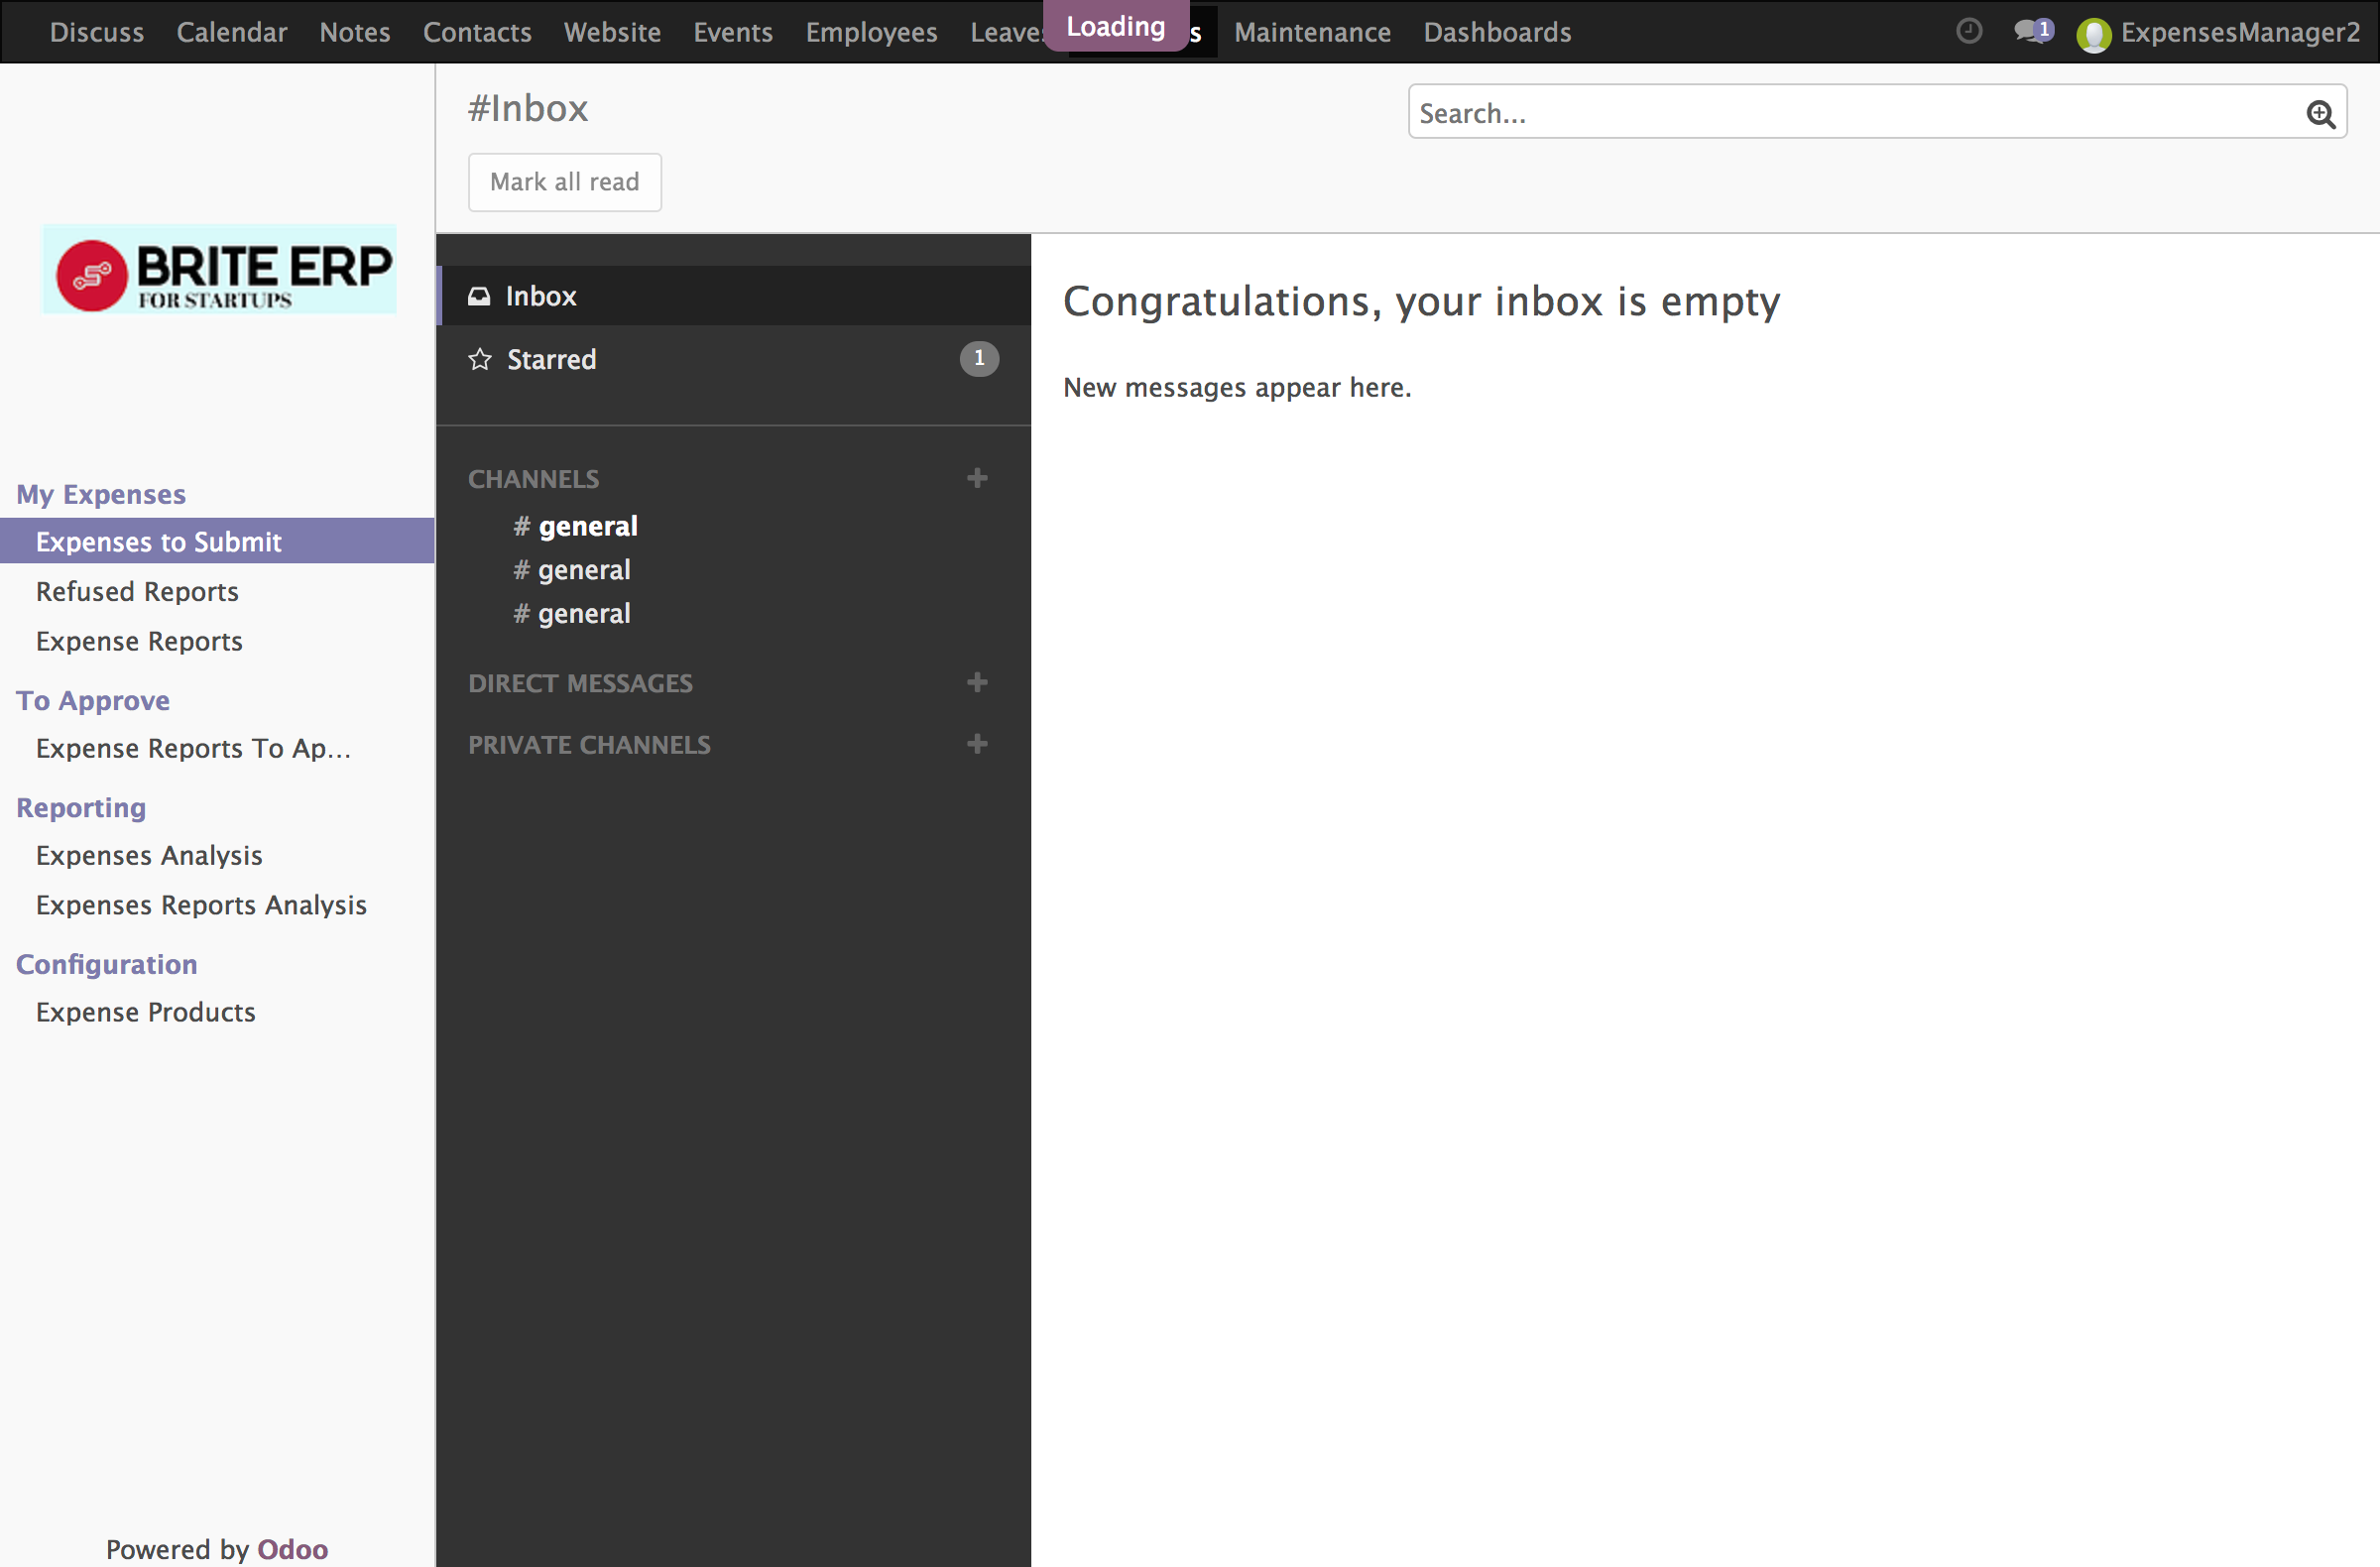 Discuss Calendar Notes Contacts Website Events Employees Leaves Loading s Maintenance Dashboards 1 ExpensesManager2
#Inbox
Search...
Mark all read
BRITE ERP
FOR STARTUPS
My Expenses
Expenses to Submit
Refused Reports
Expense Reports
To Approve
Expense Reports To Ap...
Reporting
Expenses Analysis
Expenses Reports Analysis
Configuration
Expense Products
Powered by Odoo
Inbox
Starred 1
CHANNELS
# general
# general
# general
DIRECT MESSAGES
PRIVATE CHANNELS
Congratulations, your inbox is empty
New messages appear here.